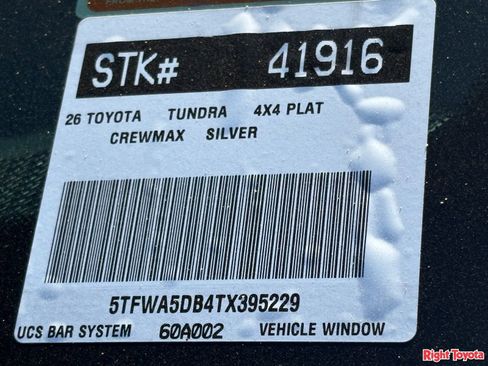 STK# 41916
26 TOYOTA TUNDRA 4X4 PLAT
CREWMAX SILVER
5TFWA5DB4TX395229
UCS BAR SYSTEM 60A002 VEHICLE WINDOW
Right Toyota